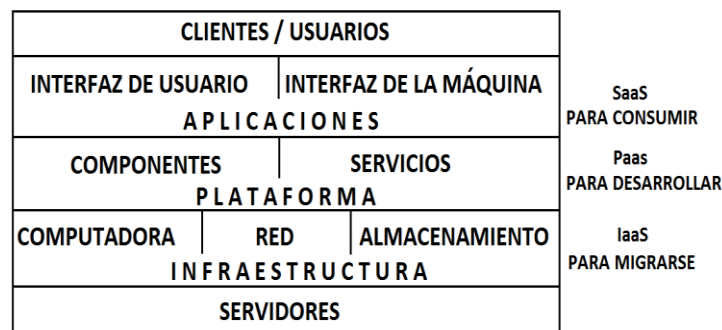 CLIENTES / USUARIOS
INTERFAZ DE USUARIO
INTERFAZ DE LA MÁQUINA
APLICACIONES
SaaS
PARA CONSUMIR
COMPONENTES
SERVICIOS
PLATAFORMA
Paas
PARA DESARROLLAR
COMPUTADORA
RED
ALMACENAMIENTO
INFRAESTRUCTURA
IaaS
PARA MIGRARSE
SERVIDORES